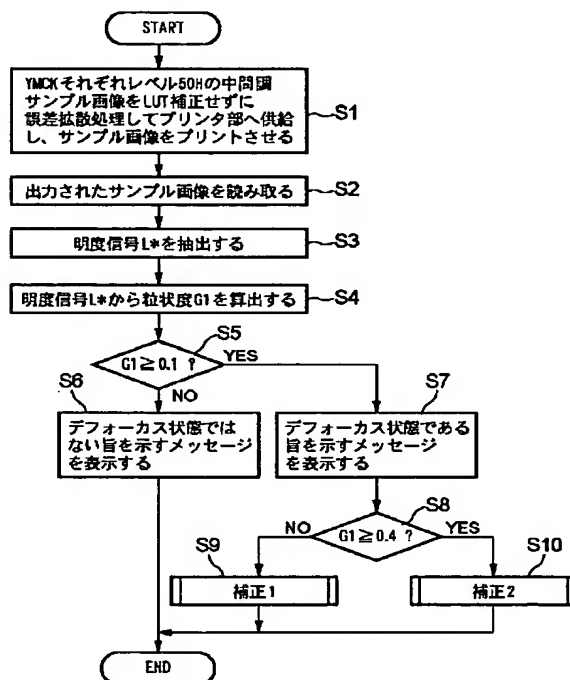 START
YMCKそれぞれレベル50Hの中間調
サンプル画像をLUT補正せずに
誤差拡散処理してプリンタ部へ供給
し、サンプル画像をプリントさせる
S1
出力されたサンプル画像を読み取る
S2
明度信号L*を抽出する
S3
明度信号L*から粒状度G1を算出する
S4
S5
G1≧0.1 ?
YES
NO
S6
デフォーカス状態では
ない旨を示すメッセージ
を表示する
S7
デフォーカス状態である
旨を示すメッセージ
を表示する
S8
G1≧0.4 ?
NO
YES
S9
補正1
S10
補正2
END